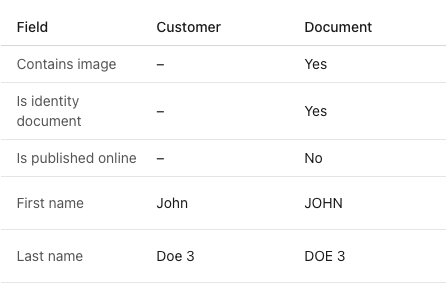 Field Customer Document
Contains image – Yes
Is identity
document – Yes
Is published online – No
First name John JOHN
Last name Doe 3 DOE 3